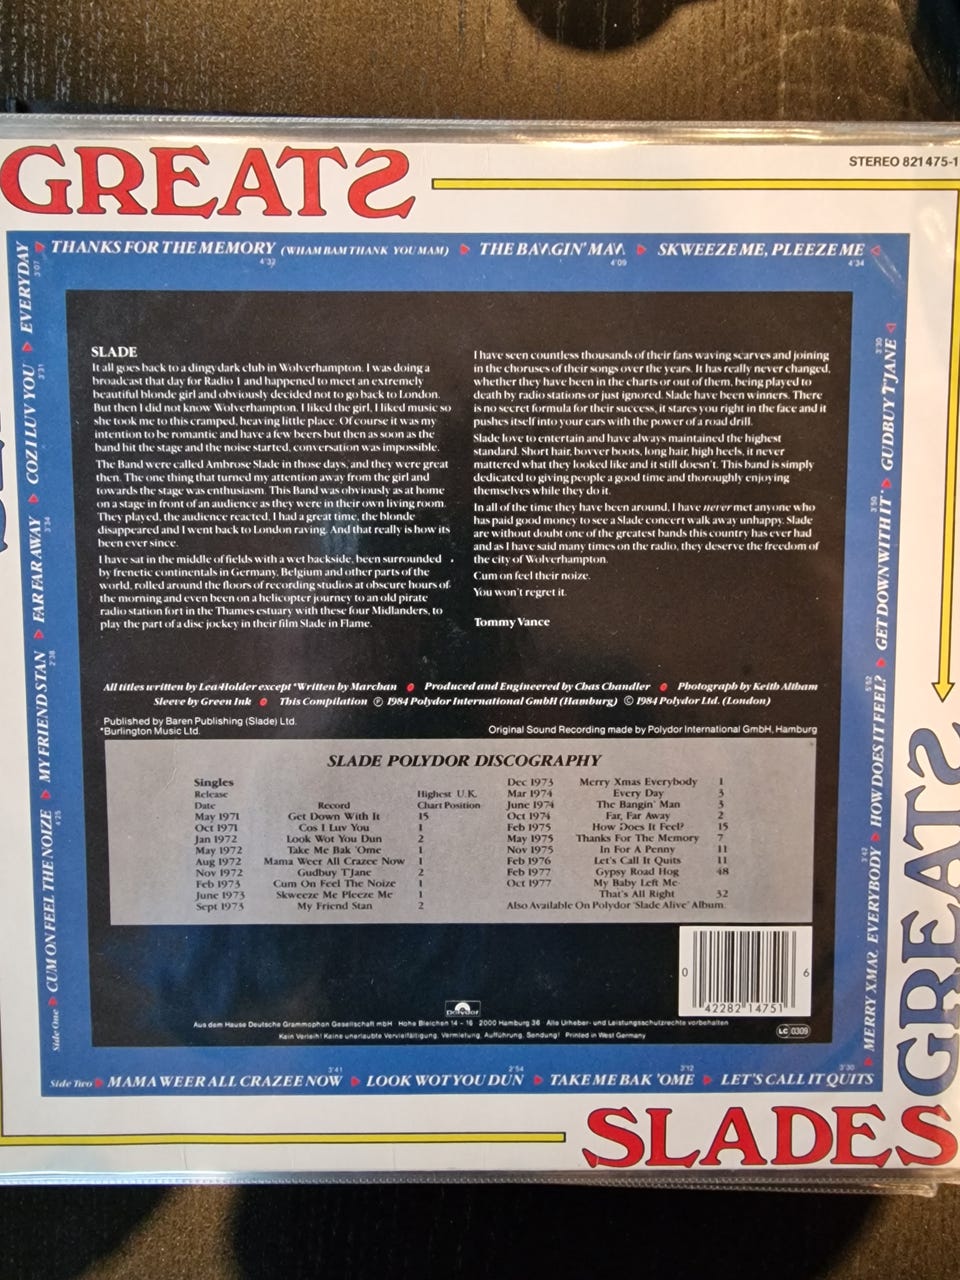 GREATS
STEREO 821 475-1
THANKS FOR THE MEMORY (WHAM BAM THANK YOU MAM) THE BANGIN' MAN SKWEEZE ME, PLEEZE ME
4'32 4'09 4'34
SLADE
It all goes back to a dingy dark club in Wolverhampton. I was doing a
broadcast that day for Radio 1 and happened to meet an extremely
beautiful blonde girl and obviously decided not to go back to London.
But then I did not know Wolverhampton. I liked the girl, I liked music so
she took me to this cramped, heaving little place. Of course it was my
intention to be romantic and have a few beers but then as soon as the
band hit the stage and the noise started, conversation was impossible.
The Band were called Ambrose Slade in those days, and they were great
then. The one thing that turned my attention away from the girl and
towards the stage was enthusiasm. This Band was obviously as at home
on a stage in front of an audience as they were in their own living room.
They played, the audience reacted, I had a great time, the blonde
disappeared and I went back to London raving. And that really is how its
been ever since.
I have sat in the middle of fields with a wet backside, been surrounded
by frenetic continentals in Germany, Belgium and other parts of the
world, rolled around the floors of recording studios at obscure hours of
the morning and even been on a helicopter journey to an old pirate
radio station fort in the Thames estuary with these four Midlanders, to
play the part of a disc jockey in their film Slade in Flame.
I have seen countless thousands of their fans waving scarves and joining
in the choruses of their songs over the years. It has really never changed,
whether they have been in the charts or out of them, being played to
death by radio stations or just ignored. Slade have been winners. There
is no secret formula for their success, it stares you right in the face and it
pushes itself into your ears with the power of a road drill.
Slade love to entertain and have always maintained the highest
standard. Short hair, bovver boots, long hair, high heels, it never
mattered what they looked like and it still doesn't. This band is simply
dedicated to giving people a good time and thoroughly enjoying
themselves while they do it.
In all of the time they have been around, I have never met anyone who
has paid good money to see a Slade concert walk away unhappy. Slade
are without doubt one of the greatest bands this country has ever had
and as I have said many times on the radio, they deserve the freedom of
the city of Wolverhampton.
Cum on feel their noize.
You won't regret it.
Tommy Vance
All titles written by Lea/Holder except *Written by Marchan Produced and Engineered by Chas Chandler Photograph by Keith Altham
Sleeve by Green Ink This Compilation ℗ 1984 Polydor International GmbH (Hamburg) © 1984 Polydor Ltd. (London)
Published by Baren Publishing (Slade) Ltd.
*Burlington Music Ltd.
Original Sound Recording made by Polydor International GmbH, Hamburg
SLADE POLYDOR DISCOGRAPHY
Singles
Release Highest U.K.
Date Record Chart Position
May 1971 Get Down With It 15
Oct 1971 Cos I Luv You 1
Jan 1972 Look Wot You Dun 2
May 1972 Take Me Bak 'Ome 1
Aug 1972 Mama Weer All Crazee Now 1
Nov 1972 Gudbuy T'Jane 2
Feb 1973 Cum On Feel The Noize 1
June 1973 Skweeze Me Pleeze Me 1
Sept 1973 My Friend Stan 2
Dec 1973 Merry Xmas Everybody 1
Mar 1974 Every Day 3
June 1974 The Bangin' Man 3
Oct 1974 Far, Far Away 2
Feb 1975 How Does It Feel? 15
May 1975 Thanks For The Memory 7
Nov 1975 In For A Penny 11
Feb 1976 Let's Call It Quits 11
Feb 1977 Gypsy Road Hog 48
Oct 1977 My Baby Left Me-
That's All Right 32
Also Available On Polydor 'Slade Alive' Album.
0 42282 14751 6
polydor
Aus dem Hause Deutsche Grammophon Gesellschaft mbH Hohe Bleichen 14 - 16 2000 Hamburg 36 Alle Urheber- und Leistungsschutzrechte vorbehalten
Kein Verleih! Keine unerlaubte Vervielfältigung, Vermietung, Aufführung, Sendung! Printed in West Germany
LC 0309
Side One CUM ON FEEL THE NOIZE MY FRIEND STAN FAR FAR AWAY COZ I LUV YOU EVERYDAY
4'25 2'38 3'34 3'31 3'07
GUDBUY T'JANE GET DOWN WITH IT* HOW DOES IT FEEL? MERRY XMAS EVERYBODY
3'30 3'50 5'52 3'42
Side Two MAMA WEER ALL CRAZEE NOW LOOK WOT YOU DUN TAKE ME BAK 'OME LET'S CALL IT QUITS
3'41 2'54 3'12 3'30
GREATS
SLADES